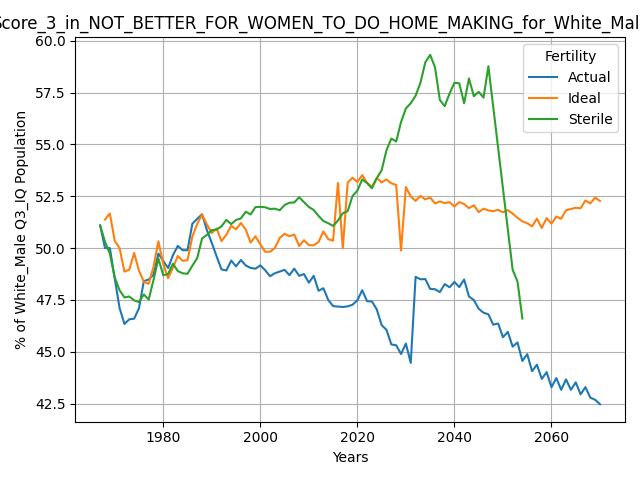 Score_3_in_NOT_BETTER_FOR_WOMEN_TO_DO_HOME_MAKING_for_White_Mal
60.0
57.5
55.0
52.5
50.0
47.5
45.0
42.5
% of White_Male Q3_IQ Population
Fertility
Actual
Ideal
Sterile
1980
2000
2020
2040
2060
Years